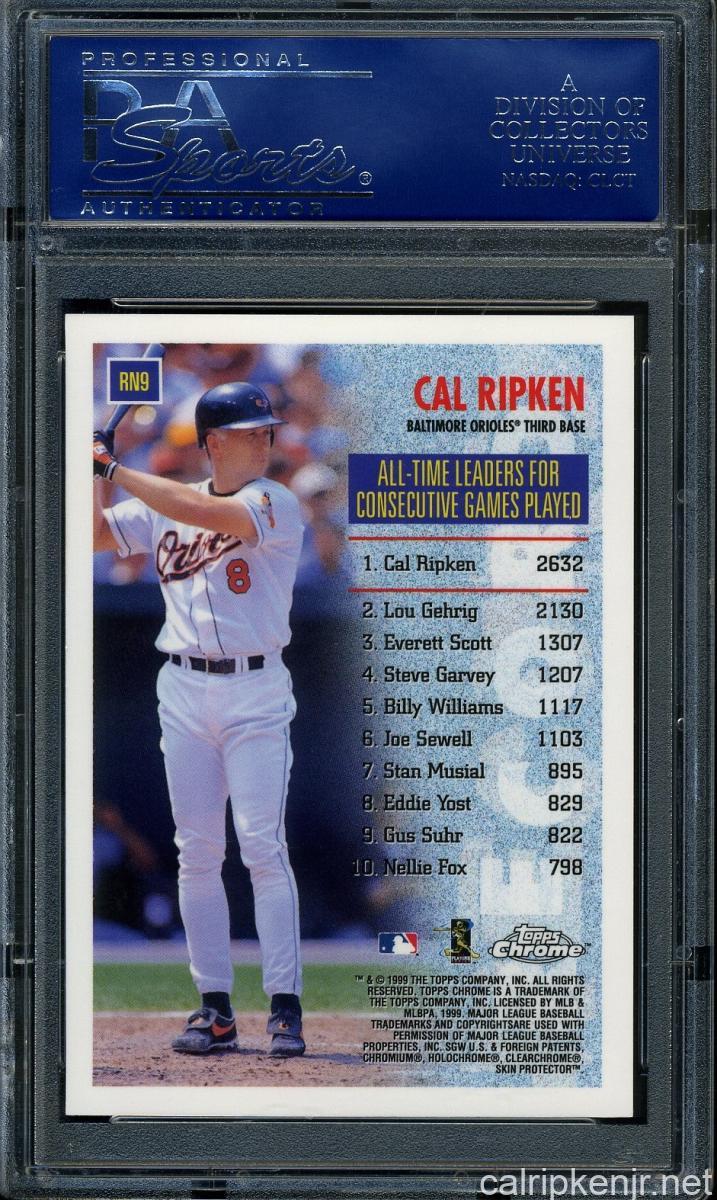 PROFESSIONAL
PSA
Sports®
AUTHENTICATOR
A
DIVISION OF
COLLECTORS
UNIVERSE
NASDAQ: CLCT
RN9
CAL RIPKEN
BALTIMORE ORIOLES® THIRD BASE
ALL-TIME LEADERS FOR
CONSECUTIVE GAMES PLAYED
1. Cal Ripken 2632
2. Lou Gehrig 2130
3. Everett Scott 1307
4. Steve Garvey 1207
5. Billy Williams 1117
6. Joe Sewell 1103
7. Stan Musial 895
8. Eddie Yost 829
9. Gus Suhr 822
10. Nellie Fox 798
8
topps
Chrome™
™ & © 1999 THE TOPPS COMPANY, INC. ALL RIGHTS
RESERVED. TOPPS CHROME IS A TRADEMARK OF
THE TOPPS COMPANY, INC. LICENSED BY MLB &
MLBPA, 1999. MAJOR LEAGUE BASEBALL
TRADEMARKS AND COPYRIGHTSARE USED WITH
PERMISSION OF MAJOR LEAGUE BASEBALL
PROPERTIES, INC. SGW U.S. & FOREIGN PATENTS,
CHROMIUM®, HOLOCHROME®, CLEARCHROME®,
SKIN PROTECTOR™
calripkenjr.net